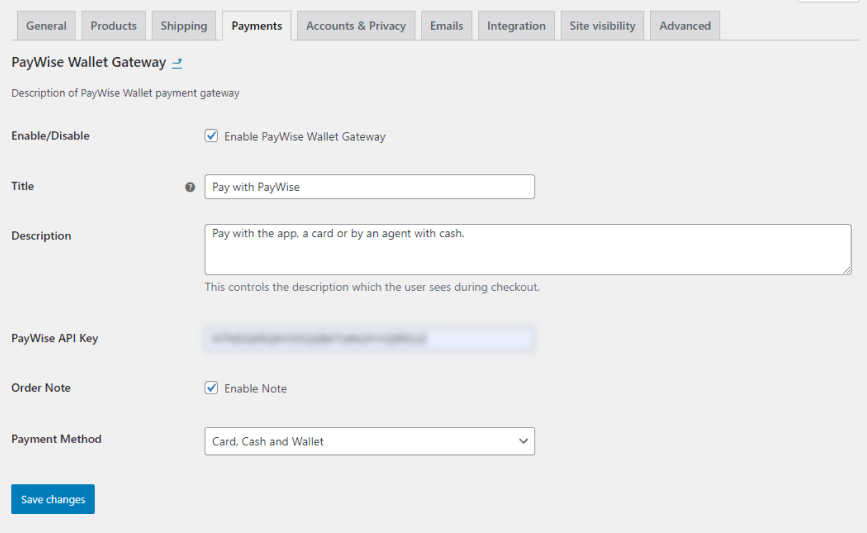 General Products Shipping Payments Accounts & Privacy Emails Integration Site visibility Advanced
PayWise Wallet Gateway
Description of PayWise Wallet payment gateway
Enable/Disable Enable PayWise Wallet Gateway
Title ? Pay with PayWise
Description Pay with the app, a card or by an agent with cash.
This controls the description which the user sees during checkout.
PayWise API Key
Order Note Enable Note
Payment Method Card, Cash and Wallet
Save changes